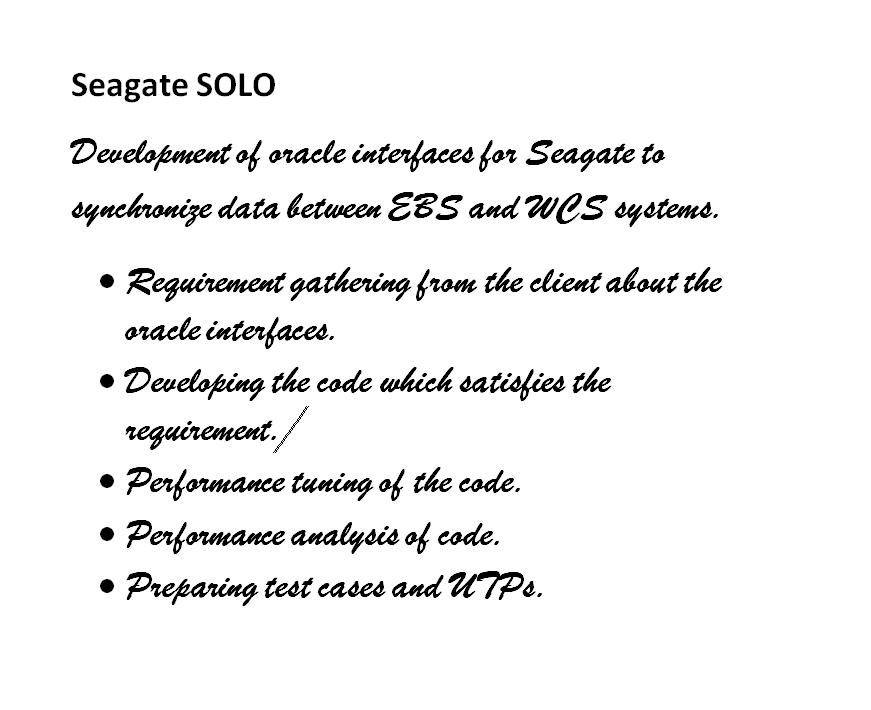 Seagate SOLO
Development of oracle interfaces for Seagate to
synchronize data between EBS and WCS systems.
• Requirement gathering from the client about the
oracle interfaces.
• Developing the code which satisfies the
requirement./
• Performance tuning of the code.
• Performance analysis of code.
• Preparing test cases and UTPs.